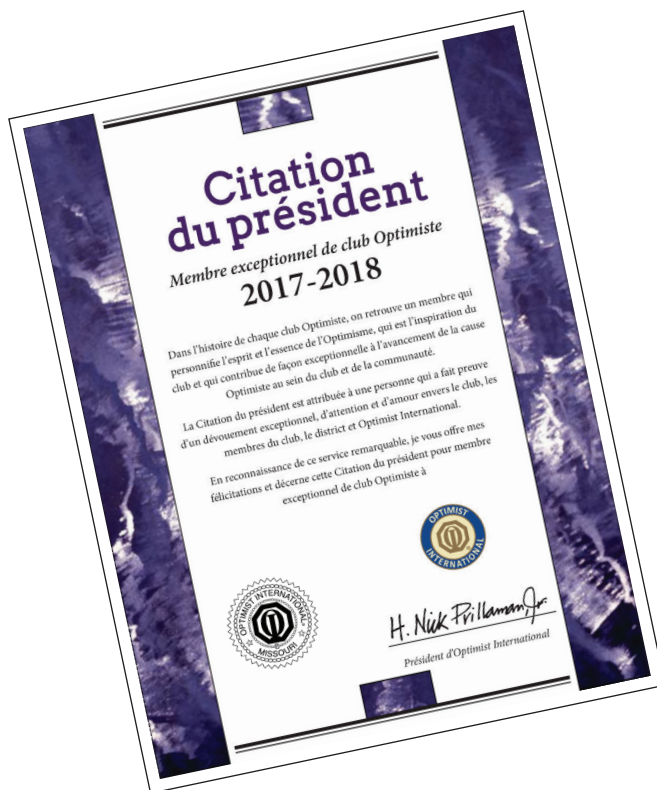 Citation
du président
Membre exceptionnel de club Optimiste
2017-2018
Dans l'histoire de chaque club Optimiste, on retrouve un membre qui
personnifie l'esprit et l'essence de l'Optimisme, qui est l'inspiration du
club et qui contribue de façon exceptionnelle à l'avancement de la cause
Optimiste au sein du club et de la communauté.
La Citation du président est attribuée à une personne qui a fait preuve
d'un dévouement exceptionnel, d'attention et d'amour envers le club, les
membres du club, le district et Optimist International.
En reconnaissance de ce service remarquable, je vous offre mes
félicitations et décerne cette Citation du président pour membre
exceptionnel de club Optimiste à
OPTIMIST
INTERNATIONAL
OPTIMIST INTERNATIONAL
MISSOURI
H. Nick Prillaman, Jr.
Président d'Optimist International